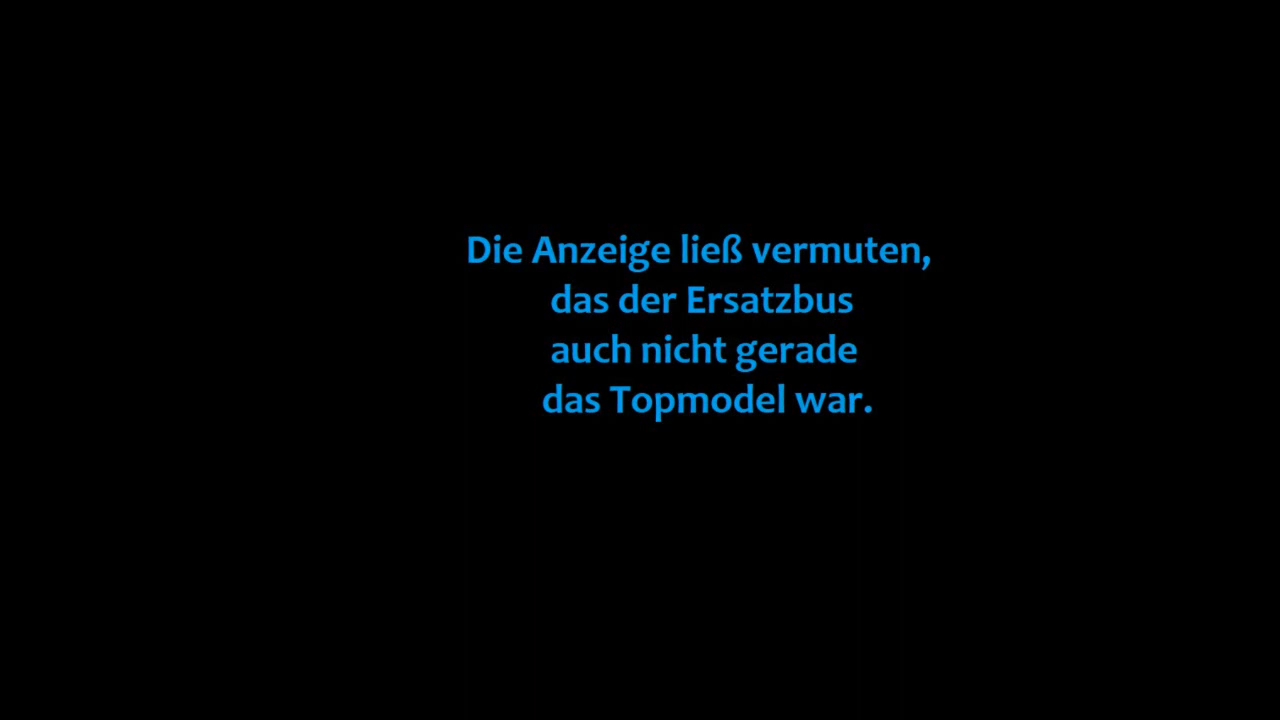 Die Anzeige ließ vermuten,
das der Ersatzbus
auch nicht gerade
das Topmodel war.